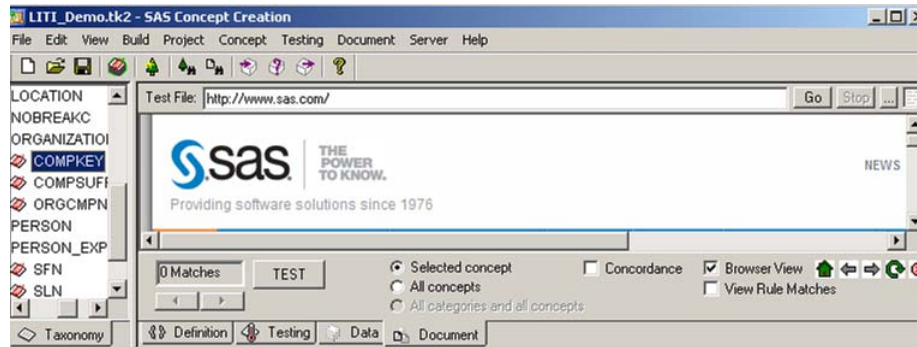 LITI_Demo.tk2 - SAS Concept Creation
File Edit View Build Project Concept Testing Document Server Help
LOCATION
NOBREAKC
ORGANIZATIO
COMPKEY
COMPSUFF
ORGCMPN
PERSON
PERSON_EXP
SFN
SLN
Taxonomy
Test File: http://www.sas.com/ Go Stop ...
sas THE POWER TO KNOW.
NEWS
Providing software solutions since 1976
0 Matches TEST
Selected concept
All concepts
All categories and all concepts
Concordance
Browser View
View Rule Matches
Definition Testing Data Document